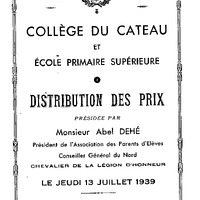 COLLÈGE DU CATEAU
ET
ÉCOLE PRIMAIRE SUPÉRIEURE
DISTRIBUTION DES PRIX
PRÉSIDÉE PAR
Monsieur Abel DEHÉ
Président de l'Association des Parents d'Elèves
Conseiller Général du Nord
CHEVALIER DE LA LÉGION D'HONNEUR
LE JEUDI 13 JUILLET 1939